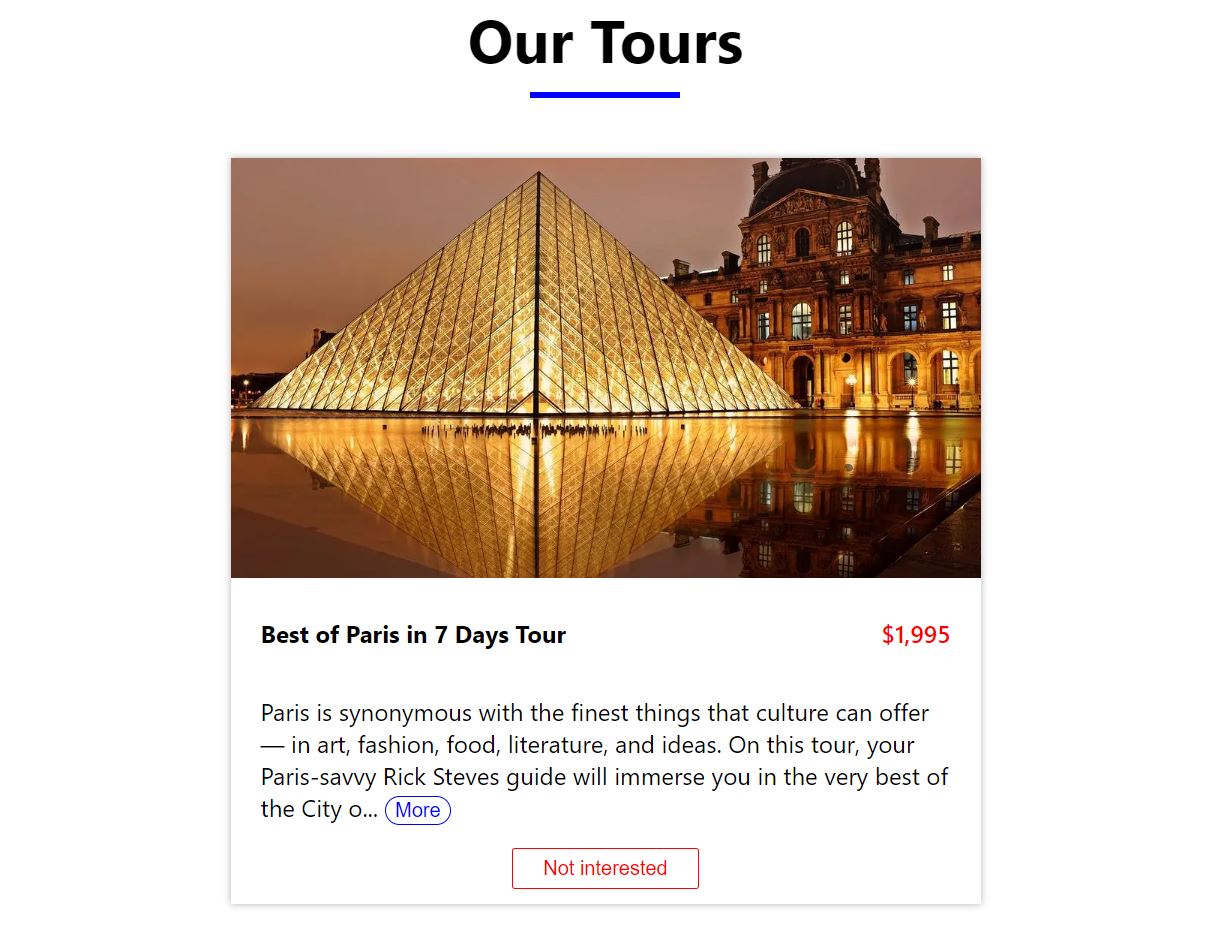 Our Tours
Best of Paris in 7 Days Tour
$1,995
Paris is synonymous with the finest things that culture can offer
— in art, fashion, food, literature, and ideas. On this tour, your
Paris-savvy Rick Steves guide will immerse you in the very best of
the City o... More
Not interested